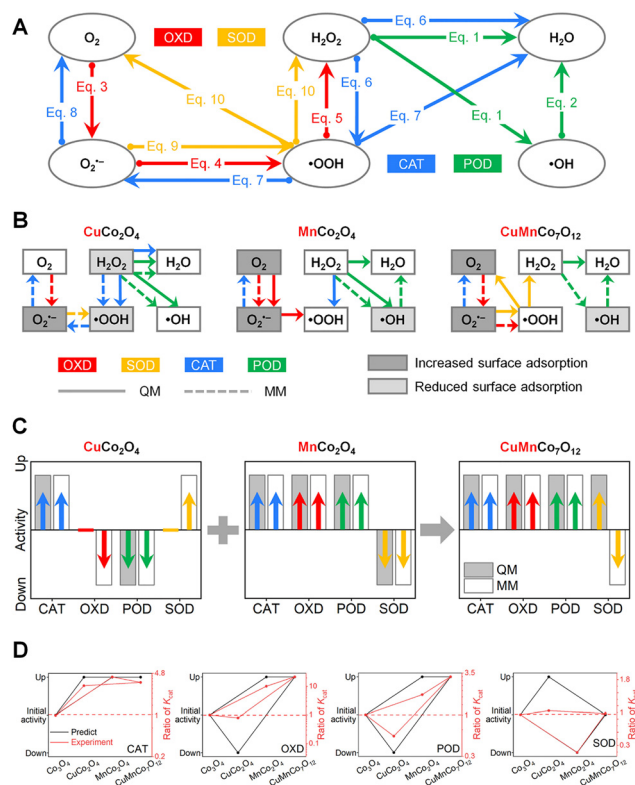 A
O₂ OXD SOD H₂O₂ Eq. 6 H₂O
Eq. 1
Eq. 8 Eq. 3 Eq. 10 Eq. 10 Eq. 5 Eq. 6 Eq. 7 Eq. 1 Eq. 2
Eq. 9
O₂•− Eq. 4 •OOH CAT POD •OH
Eq. 7
B
CuCo₂O₄ MnCo₂O₄ CuMnCo₇O₁₂
O₂ H₂O₂ H₂O O₂ H₂O₂ H₂O O₂ H₂O₂ H₂O
O₂•− •OOH •OH O₂•− •OOH •OH O₂•− •OOH •OH
OXD SOD CAT POD Increased surface adsorption
QM MM Reduced surface adsorption
C
CuCo₂O₄ MnCo₂O₄ CuMnCo₇O₁₂
Up
Activity
Down
QM
MM
CAT OXD POD SOD CAT OXD POD SOD CAT OXD POD SOD
D
Up
Initial activity
Down
Predict
Experiment
CAT
4.8
1
0.2
Ratio of Kcat
Co₃O₄ CuCo₂O₄ MnCo₂O₄ CuMnCo₇O₁₂
Up
Initial activity
Down
OXD
10
1
0.1
Ratio of Kcat
Co₃O₄ CuCo₂O₄ MnCo₂O₄ CuMnCo₇O₁₂
Up
Initial activity
Down
POD
3.5
1
0.3
Ratio of Kcat
Co₃O₄ CuCo₂O₄ MnCo₂O₄ CuMnCo₇O₁₂
Up
Initial activity
Down
SOD
1.8
1
0.3
Ratio of Kcat
Co₃O₄ CuCo₂O₄ MnCo₂O₄ CuMnCo₇O₁₂